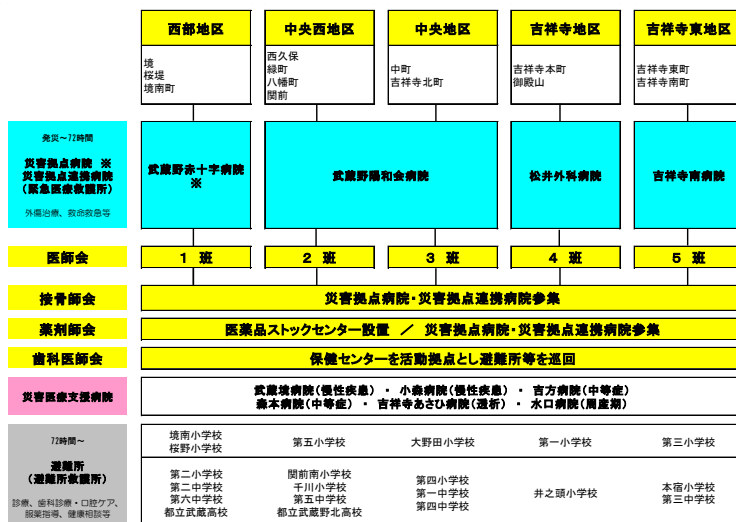 西部地区
中央西地区
中央地区
吉祥寺地区
吉祥寺東地区
境
桜堤
境南町
西久保
緑町
八幡町
関前
中町
吉祥寺北町
吉祥寺本町
御殿山
吉祥寺東町
吉祥寺南町
発災～72時間
災害拠点病院 ※
災害拠点連携病院
（緊急医療救護所）
外傷治療、救命救急等
武蔵野赤十字病院
※
武蔵野陽和会病院
松井外科病院
吉祥寺南病院
医師会
1 班
2 班
3 班
4 班
5 班
接骨師会
災害拠点病院・災害拠点連携病院参集
薬剤師会
医薬品ストックセンター設置 ／ 災害拠点病院・災害拠点連携病院参集
歯科医師会
保健センターを活動拠点とし避難所等を巡回
災害医療支援病院
武蔵境病院（慢性疾患） ・ 小森病院（慢性疾患） ・ 吉方病院（中等症）
森本病院（中等症） ・ 吉祥寺あさひ病院（透析） ・ 水口病院（周産期）
72時間～
避難所
（避難所救護所）
診療、歯科診療・口腔ケア、
服薬指導、健康相談等
境南小学校
桜野小学校
第五小学校
大野田小学校
第一小学校
第三小学校
第二小学校
第二中学校
第六中学校
都立武蔵高校
関前南小学校
千川小学校
第五中学校
都立武蔵野北高校
第四小学校
第一中学校
第四中学校
井之頭小学校
本宿小学校
第三中学校